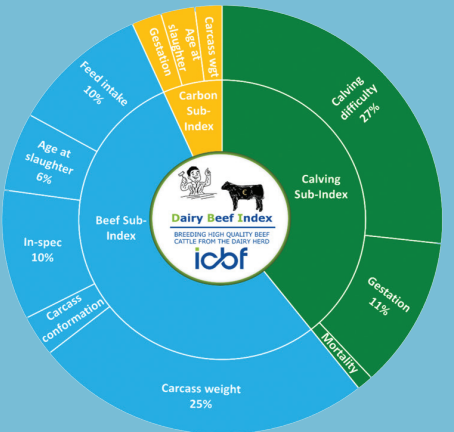 Gestation
Age at
slaughter
Carcass wgt
Carbon
Sub-
Index
Calving
difficulty
27%
Calving
Sub-Index
Gestation
11%
Mortality
Carcass weight
25%
Carcass
conformation
In-spec
10%
Age at
slaughter
6%
Feed intake
10%
Beef Sub-
Index
Dairy Beef Index
BREEDING HIGH QUALITY BEEF
CATTLE FROM THE DAIRY HERD
icbf